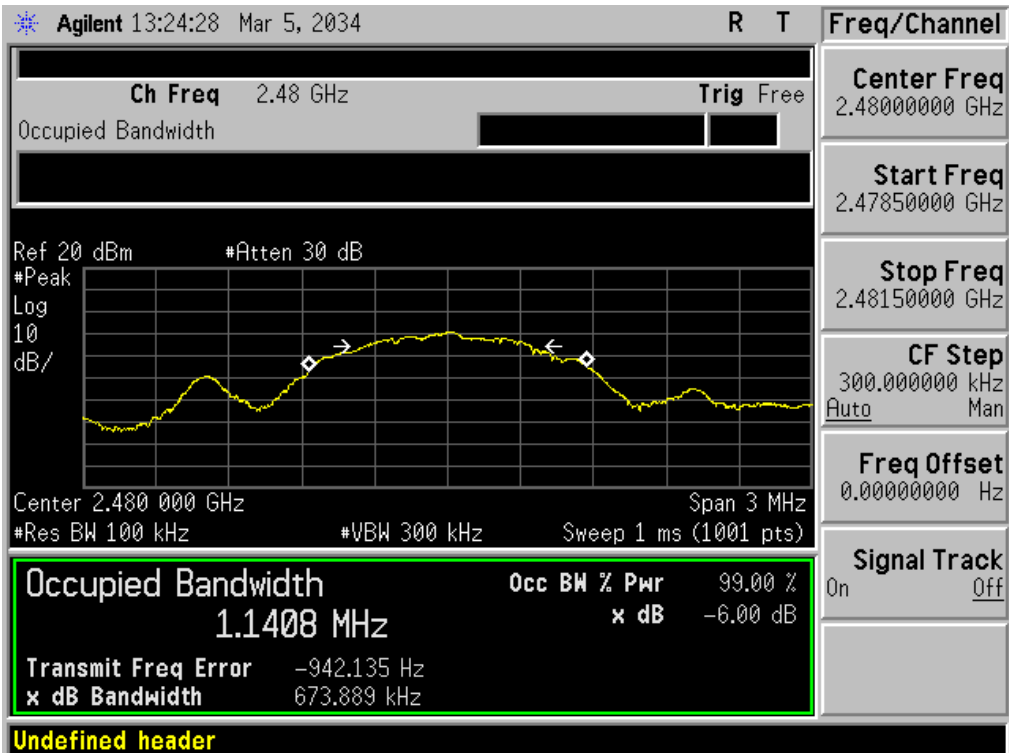 Agilent 13:24:28 Mar 5, 2034 R T
Freq/Channel
Ch Freq 2.48 GHz Trig Free
Occupied Bandwidth
Center Freq
2.48000000 GHz
Start Freq
2.47850000 GHz
Stop Freq
2.48150000 GHz
CF Step
300.000000 kHz
Auto Man
Freq Offset
0.00000000 Hz
Signal Track
On Off
Ref 20 dBm #Atten 30 dB
#Peak
Log
10
dB/
Center 2.480 000 GHz Span 3 MHz
#Res BW 100 kHz #VBW 300 kHz Sweep 1 ms (1001 pts)
Occupied Bandwidth
1.1408 MHz
Occ BW % Pwr 99.00 %
x dB -6.00 dB
Transmit Freq Error -942.135 Hz
x dB Bandwidth 673.889 kHz
Undefined header